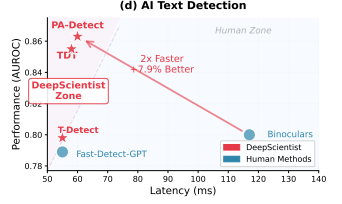 (d) AI Text Detection
PA-Detect
Human Zone
2x Faster
+7.9% Better
DeepScientist
Zone
T-Detect
Binoculars
Fast-Detect-GPT
DeepScientist
Human Methods
Performance (AUROC)
0.86
0.84
0.82
0.80
0.78
50 60 70 80 90 100 110 120 130 140
Latency (ms)